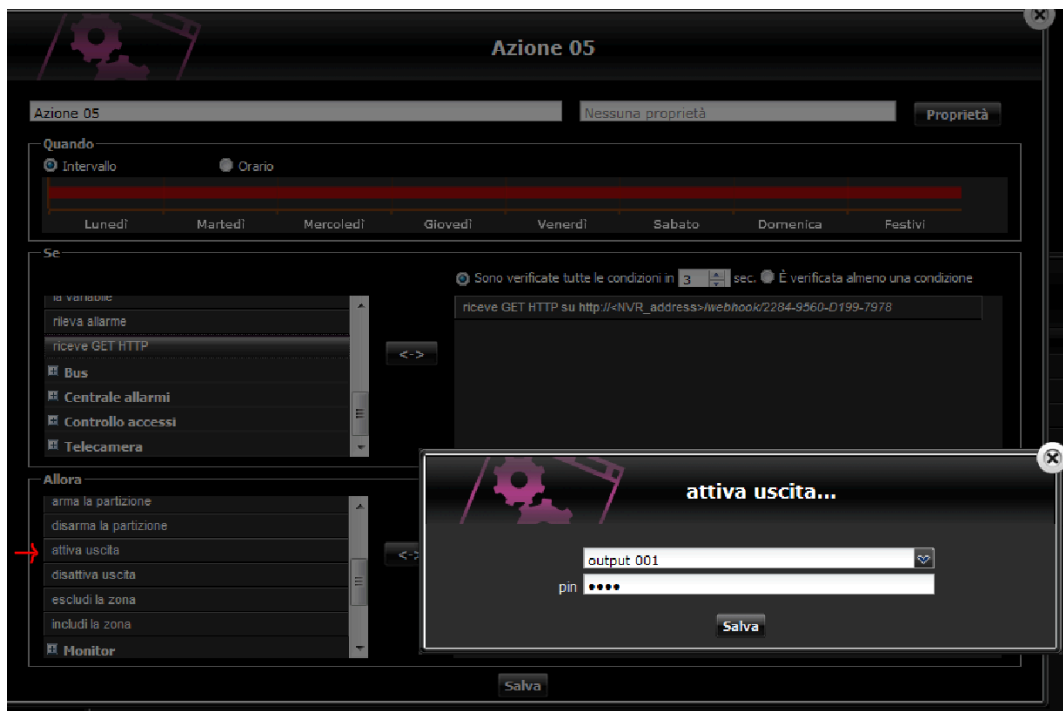 Azione 05
Azione 05
Nessuna proprietà
Proprietà
Quando
Intervallo
Orario
Lunedì
Martedì
Mercoledì
Giovedì
Venerdì
Sabato
Domenica
Festivi
Se
Sono verificate tutte le condizioni in 3 sec. È verificata almeno una condizione
la variabile
rileva allarme
riceve GET HTTP
Bus
Centrale allarmi
Controllo accessi
Telecamera
<->
riceve GET HTTP su http://<NVR_address>/webhook/2284-9560-D199-7978
Allora
arma la partizione
disarma la partizione
attiva uscita
disattiva uscita
escludi la zona
includi la zona
Monitor
attiva uscita...
output 001
pin ••••
Salva
Salva